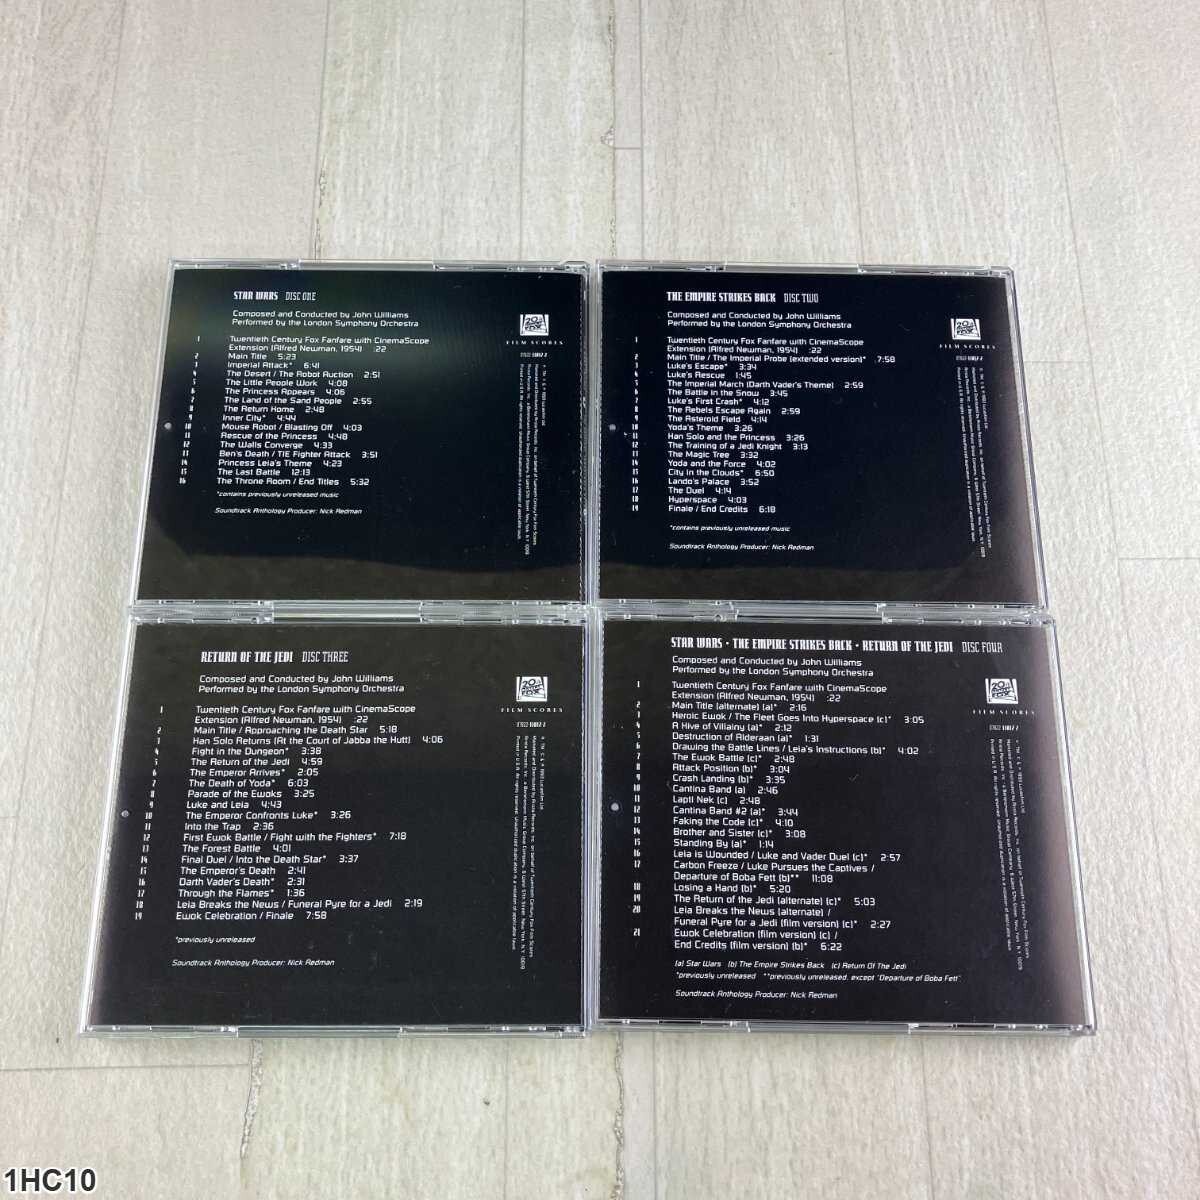 STAR WARS DISC ONE
Composed and Conducted by John Williams
Performed by the London Symphony Orchestra
1 Twentieth Century Fox Fanfare with CinemaScope
Extension (Alfred Newman, 1954) :22
2 Main Title 5:23
3 Imperial Attack* 6:41
4 The Desert / The Robot Auction 2:51
5 The Little People Work 4:08
6 The Princess Appears 4:06
7 The Land of the Sand People 2:55
8 The Return Home 2:48
9 Inner City* 4:44
10 Mouse Robot / Blasting Off 4:03
11 Rescue of the Princess 4:48
12 The Walls Converge 4:33
13 Ben's Death / TIE Fighter Attack 3:51
14 Princess Leia's Theme 4:23
15 The Last Battle 12:13
16 The Throne Room / End Titles 5:32
*contains previously unreleased music
Soundtrack Anthology Producer: Nick Redman
FILM SCORES
THE EMPIRE STRIKES BACK DISC TWO
Composed and Conducted by John Williams
Performed by the London Symphony Orchestra
1 Twentieth Century Fox Fanfare with CinemaScope
Extension (Alfred Newman, 1954) :22
2 Main Title / The Imperial Probe (extended version)* 7:58
3 Luke's Escape* 3:34
4 Luke's Rescue 1:45
5 The Imperial March (Darth Vader's Theme) 2:59
6 The Battle in the Snow 3:45
7 Luke's First Crash* 4:12
8 The Rebels Escape Again 2:59
9 The Asteroid Field 4:14
10 Yoda's Theme 3:26
11 Han Solo and the Princess 3:26
12 The Training of a Jedi Knight 3:13
13 The Magic Tree 3:32
14 Yoda and the Force 4:02
15 City in the Clouds* 6:50
16 Lando's Palace 3:52
17 The Duel 4:14
18 Hyperspace 4:03
19 Finale / End Credits 6:18
*contains previously unreleased music
Soundtrack Anthology Producer: Nick Redman
FILM SCORES
RETURN OF THE JEDI DISC THREE
Composed and Conducted by John Williams
Performed by the London Symphony Orchestra
1 Twentieth Century Fox Fanfare with CinemaScope
Extension (Alfred Newman, 1954) :22
2 Main Title / Approaching the Death Star 5:18
3 Han Solo Returns (At the Court of Jabba the Hutt) 4:06
4 Fight in the Dungeon* 3:38
5 The Return of the Jedi 4:59
6 The Emperor Arrives* 2:05
7 The Death of Yoda* 6:03
8 Parade of the Ewoks 3:25
9 Luke and Leia 4:43
10 The Emperor Confronts Luke* 3:26
11 Into the Trap 2:36
12 First Ewok Battle / Fight with the Fighters* 7:18
13 The Forest Battle 4:01
14 Final Duel / Into the Death Star* 3:37
15 The Emperor's Death 2:41
16 Darth Vader's Death* 2:31
17 Through the Flames* 1:36
18 Leia Breaks the News / Funeral Pyre for a Jedi 2:19
19 Ewok Celebration / Finale 7:58
*previously unreleased
Soundtrack Anthology Producer: Nick Redman
FILM SCORES
STAR WARS · THE EMPIRE STRIKES BACK · RETURN OF THE JEDI DISC FOUR
Composed and Conducted by John Williams
Performed by the London Symphony Orchestra
1 Twentieth Century Fox Fanfare with CinemaScope
Extension (Alfred Newman, 1954) :22
2 Main Title (alternate) (a)* 2:16
3 Heroic Ewok / The Fleet Goes Into Hyperspace (c)* 3:05
4 A Hive of Villainy (a)* 2:12
5 Destruction of Alderaan (a)* 1:31
6 Drawing the Battle Lines / Leia's Instructions (b)* 4:02
7 The Ewok Battle (c)* 2:48
8 Attack Position (b)* 3:04
9 Crash Landing (b)* 3:35
10 Cantina Band (a) 2:46
11 Lapti Nek (c) 2:48
12 Cantina Band #2 (a)* 3:44
13 Faking the Code (c)* 4:10
14 Brother and Sister (c)* 3:08
15 Standing By (a)* 1:14
16 Leia is Wounded / Luke and Vader Duel (c)* 2:57
17 Carbon Freeze / Luke Pursues the Captives /
Departure of Boba Fett (b)** 11:08
18 Losing a Hand (b)* 5:20
19 The Return of the Jedi (alternate) (c)* 5:03
20 Leia Breaks the News (alternate) /
Funeral Pyre for a Jedi (film version) (c)* 2:27
21 Ewok Celebration (film version) (c) /
End Credits (film version) (b)* 6:22
(a) Star Wars (b) The Empire Strikes Back (c) Return Of The Jedi
*previously unreleased **previously unreleased, except "Departure of Boba Fett"
Soundtrack Anthology Producer: Nick Redman
FILM SCORES
1HC10